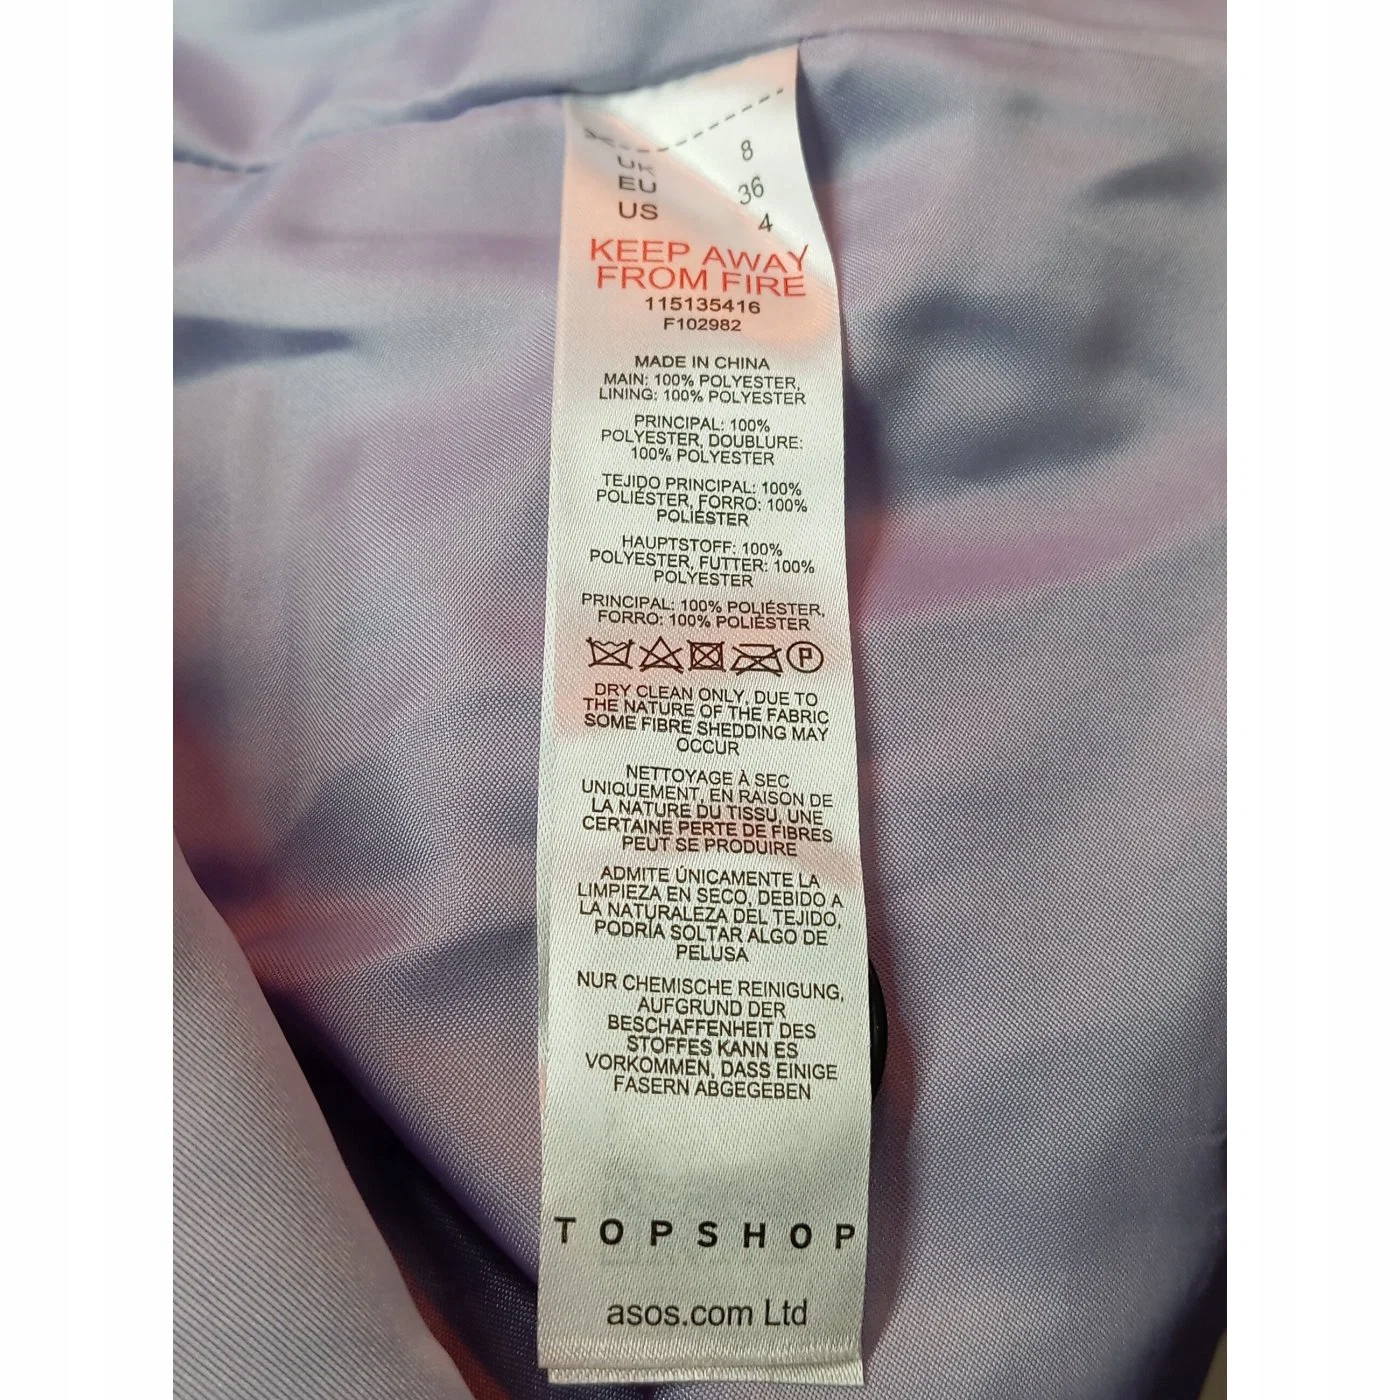 UK 8
EU 36
US 4
KEEP AWAY
FROM FIRE
115135416
F102982
MADE IN CHINA
MAIN: 100% POLYESTER,
LINING: 100% POLYESTER
PRINCIPAL: 100%
POLYESTER, DOUBLURE:
100% POLYESTER
TEJIDO PRINCIPAL: 100%
POLIÉSTER, FORRO: 100%
POLIÉSTER
HAUPTSTOFF: 100%
POLYESTER, FUTTER: 100%
POLYESTER
PRINCIPAL: 100% POLIÉSTER,
FORRO: 100% POLIÉSTER
P
DRY CLEAN ONLY, DUE TO
THE NATURE OF THE FABRIC
SOME FIBRE SHEDDING MAY
OCCUR
NETTOYAGE À SEC
UNIQUEMENT, EN RAISON DE
LA NATURE DU TISSU, UNE
CERTAINE PERTE DE FIBRES
PEUT SE PRODUIRE
ADMITE ÚNICAMENTE LA
LIMPIEZA EN SECO, DEBIDO A
LA NATURALEZA DEL TEJIDO,
PODRÍA SOLTAR ALGO DE
PELUSA
NUR CHEMISCHE REINIGUNG,
AUFGRUND DER
BESCHAFFENHEIT DES
STOFFES KANN ES
VORKOMMEN, DASS EINIGE
FASERN ABGEGEBEN
TOPSHOP
asos.com Ltd